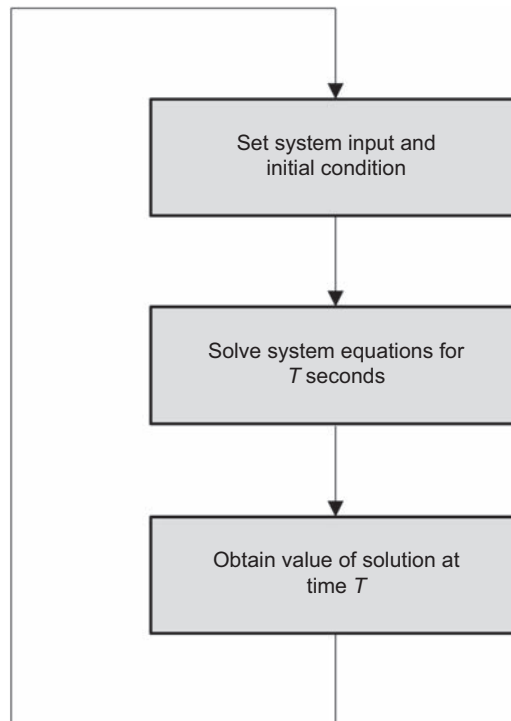 Set system input and
initial condition
Solve system equations for
T seconds
Obtain value of solution at
time T